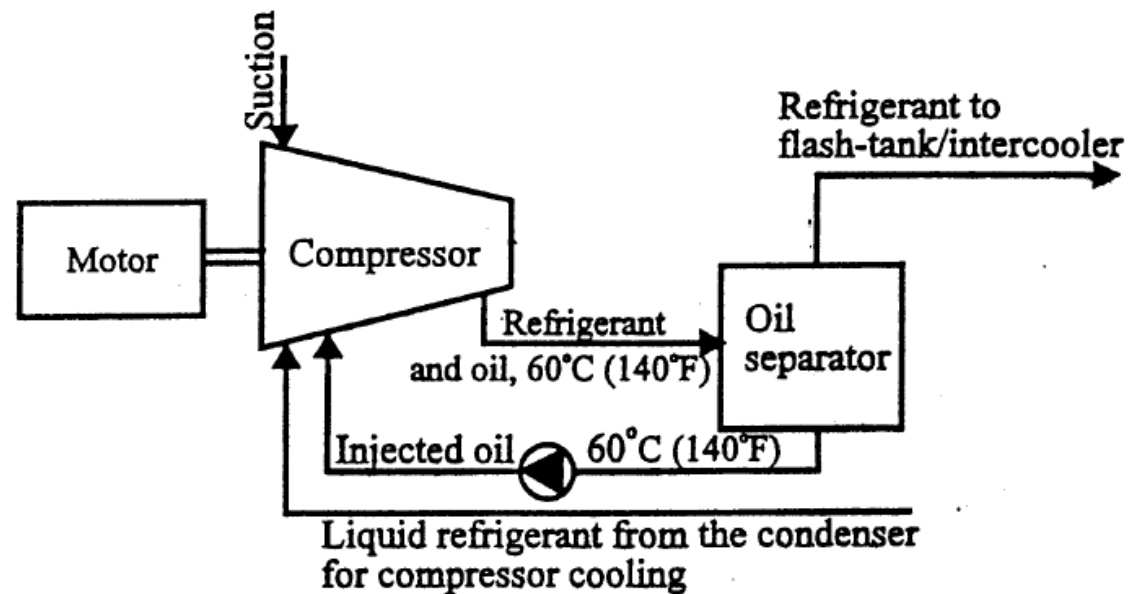 Suction
Refrigerant to
flash-tank/intercooler
Motor
Compressor
Oil
separator
Refrigerant
and oil, 60°C (140°F)
Injected oil
60°C (140°F)
Liquid refrigerant from the condenser
for compressor cooling